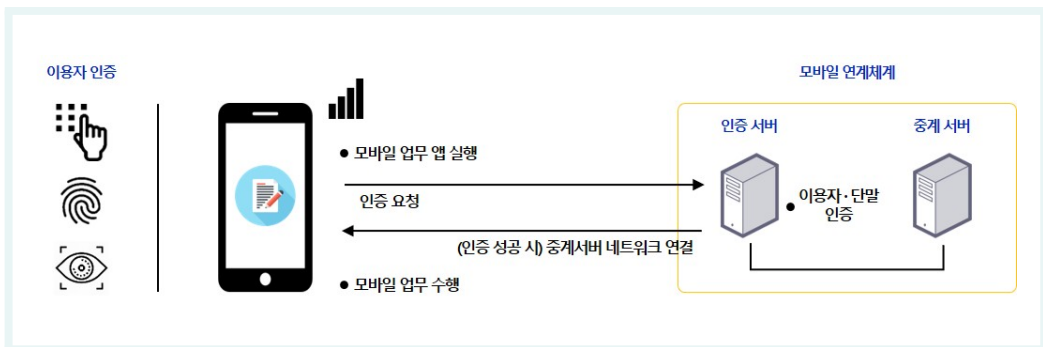 이용자 인증
모바일 연계체계
인증 서버
중계 서버
● 모바일 업무 앱 실행
인증 요청
● 이용자·단말
인증
(인증 성공 시) 중계서버 네트워크 연결
● 모바일 업무 수행